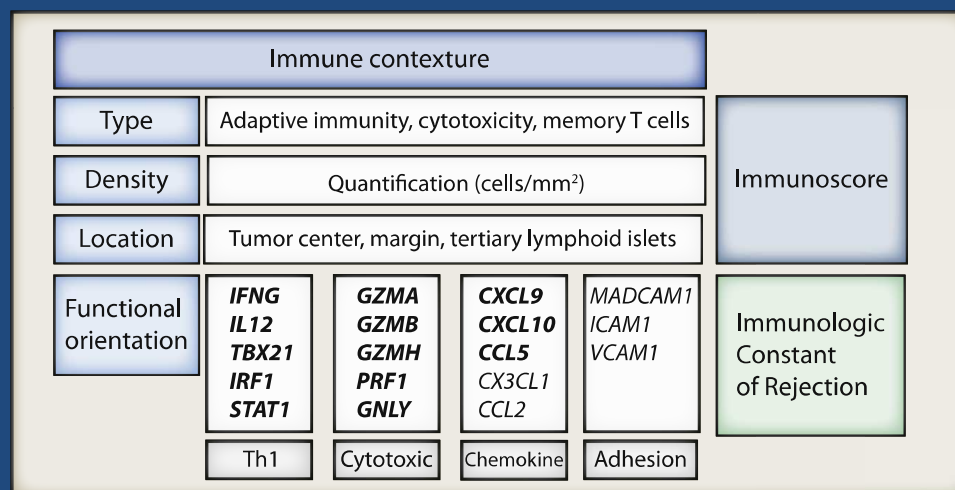 Immune contexture
Type
Adaptive immunity, cytotoxicity, memory T cells
Density
Quantification (cells/mm²)
Location
Tumor center, margin, tertiary lymphoid islets
Immunoscore
Functional
orientation
IFNG
IL12
TBX21
IRF1
STAT1
Th1
GZMA
GZMB
GZMH
PRF1
GNLY
Cytotoxic
CXCL9
CXCL10
CCL5
CX3CL1
CCL2
Chemokine
MADCAM1
ICAM1
VCAM1
Adhesion
Immunologic
Constant
of Rejection